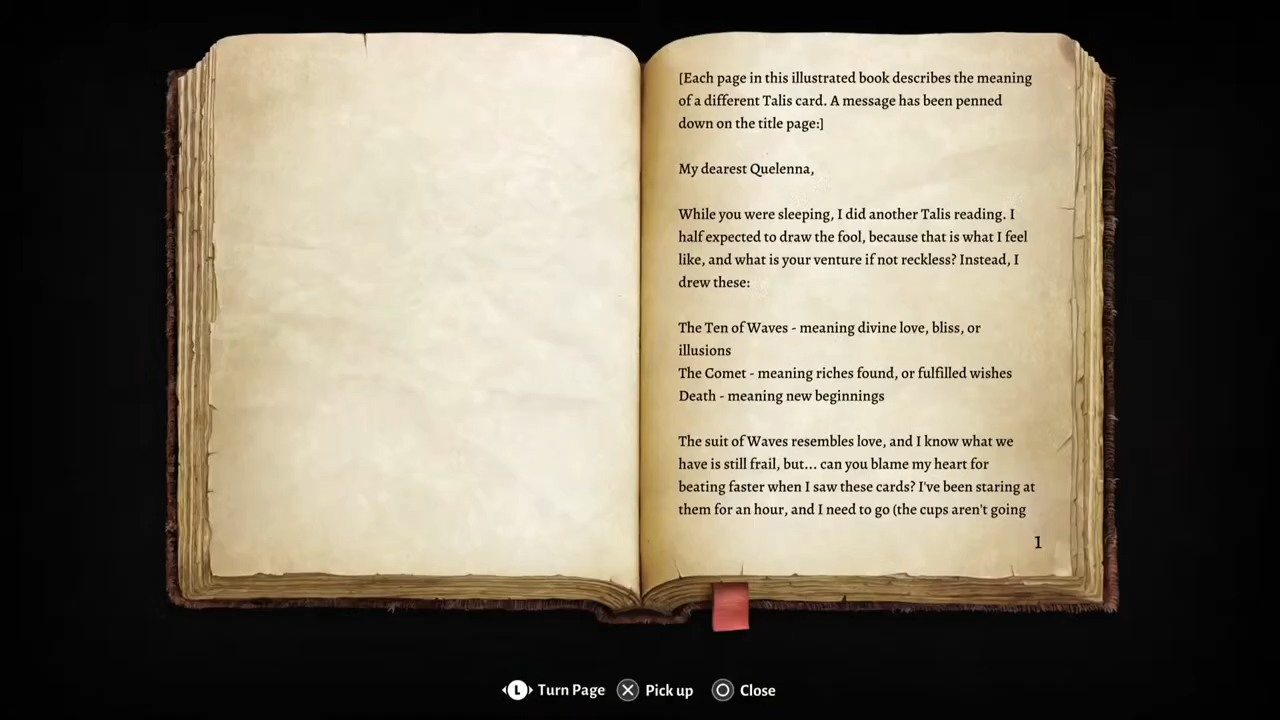 [Each page in this illustrated book describes the meaning
of a different Talis card. A message has been penned
down on the title page:]
My dearest Quelenna,
While you were sleeping, I did another Talis reading. I
half expected to draw the fool, because that is what I feel
like, and what is your venture if not reckless? Instead, I
drew these:
The Ten of Waves - meaning divine love, bliss, or
illusions
The Comet - meaning riches found, or fulfilled wishes
Death - meaning new beginnings
The suit of Waves resembles love, and I know what we
have is still frail, but... can you blame my heart for
beating faster when I saw these cards? I've been staring at
them for an hour, and I need to go (the cups aren't going
1
L Turn Page Pick up Close